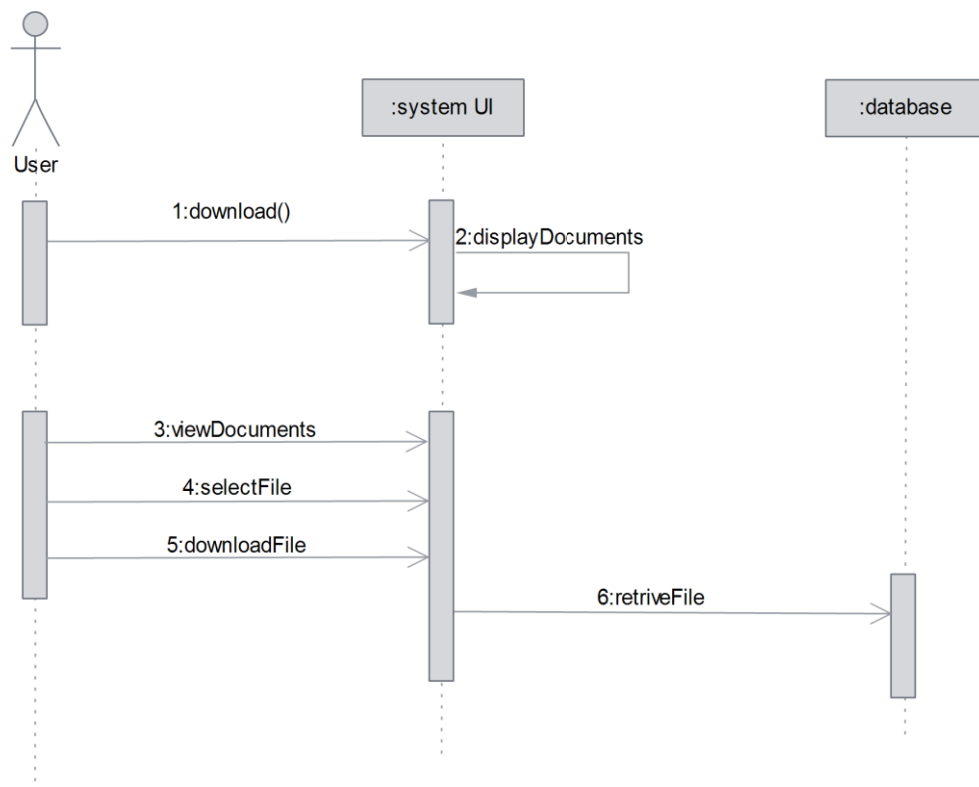 :system UI
:database
User
1:download()
2:displayDocuments
3:viewDocuments
4:selectFile
5:downloadFile
6:retriveFile